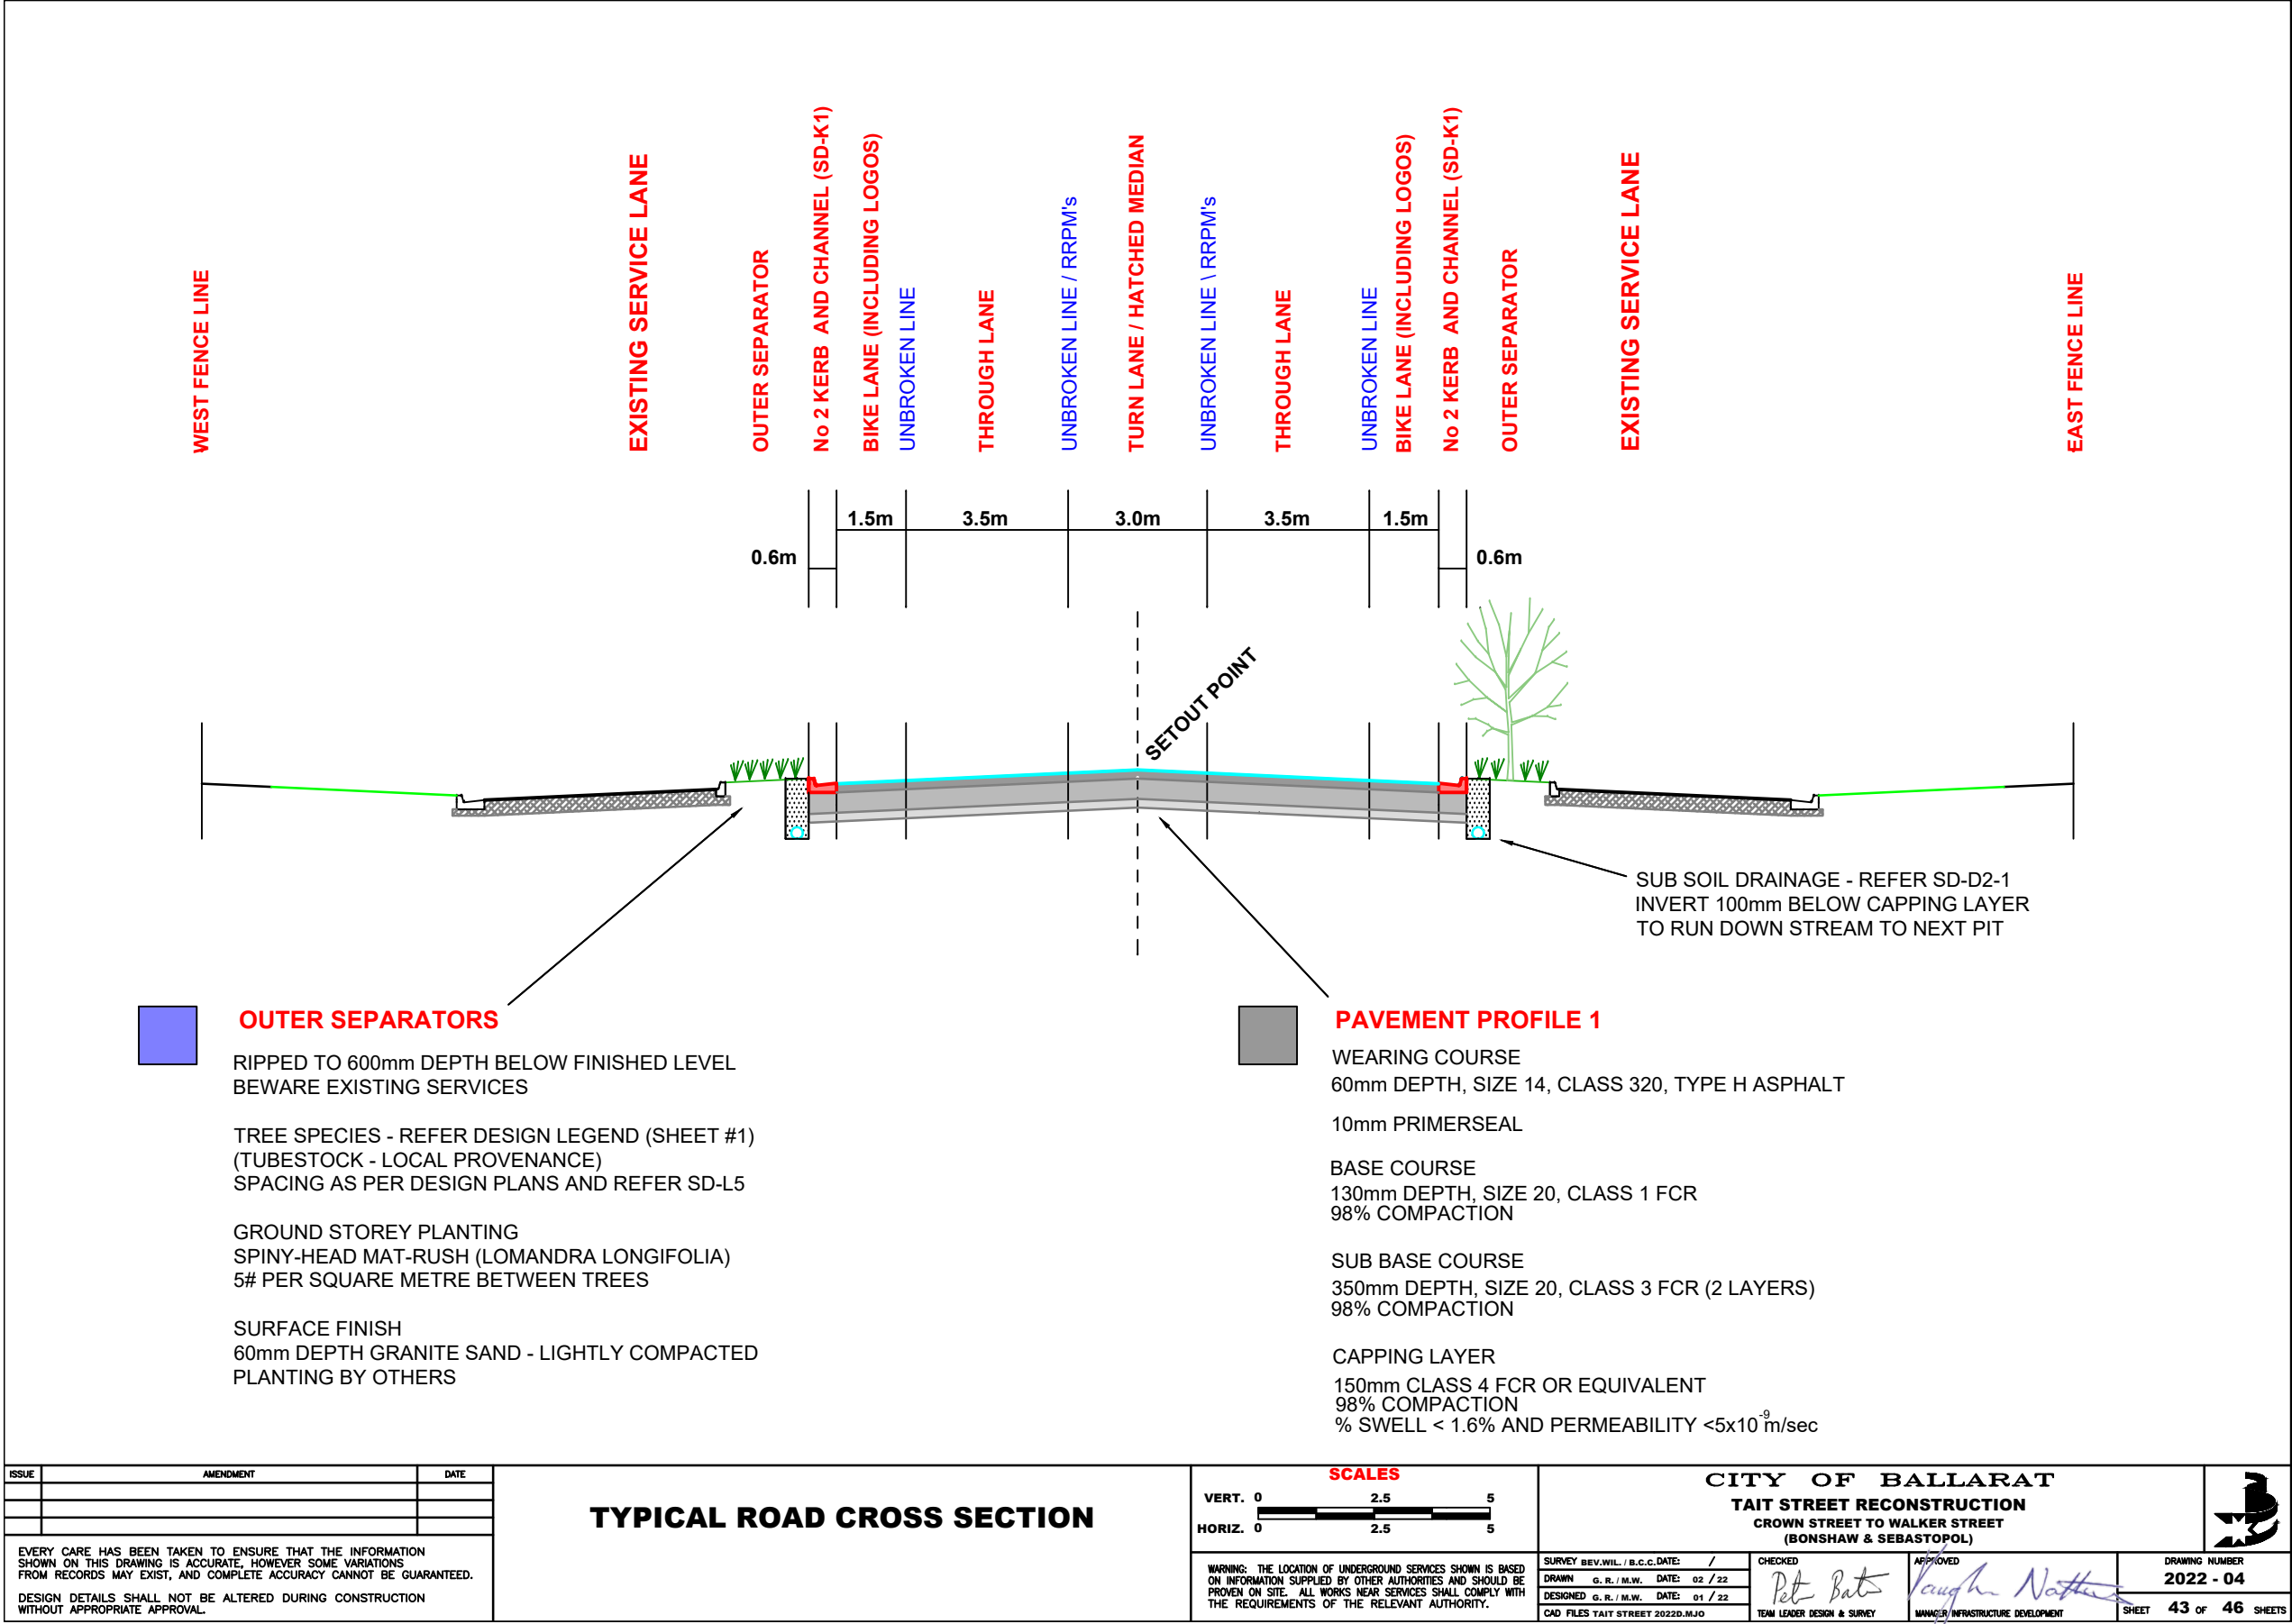 WEST FENCE LINE
EXISTING SERVICE LANE
OUTER SEPARATOR
No 2 KERB AND CHANNEL (SD-K1)
BIKE LANE (INCLUDING LOGOS)
UNBROKEN LINE
THROUGH LANE
UNBROKEN LINE / RRPM's
TURN LANE / HATCHED MEDIAN
UNBROKEN LINE \ RRPM's
THROUGH LANE
UNBROKEN LINE
BIKE LANE (INCLUDING LOGOS)
No 2 KERB AND CHANNEL (SD-K1)
OUTER SEPARATOR
EXISTING SERVICE LANE
EAST FENCE LINE
1.5m 3.5m 3.0m 3.5m 1.5m
0.6m 0.6m
SETOUT POINT
SUB SOIL DRAINAGE - REFER SD-D2-1
INVERT 100mm BELOW CAPPING LAYER
TO RUN DOWN STREAM TO NEXT PIT
OUTER SEPARATORS
RIPPED TO 600mm DEPTH BELOW FINISHED LEVEL
BEWARE EXISTING SERVICES
TREE SPECIES - REFER DESIGN LEGEND (SHEET #1)
(TUBESTOCK - LOCAL PROVENANCE)
SPACING AS PER DESIGN PLANS AND REFER SD-L5
GROUND STOREY PLANTING
SPINY-HEAD MAT-RUSH (LOMANDRA LONGIFOLIA)
5# PER SQUARE METRE BETWEEN TREES
SURFACE FINISH
60mm DEPTH GRANITE SAND - LIGHTLY COMPACTED
PLANTING BY OTHERS
PAVEMENT PROFILE 1
WEARING COURSE
60mm DEPTH, SIZE 14, CLASS 320, TYPE H ASPHALT
10mm PRIMERSEAL
BASE COURSE
130mm DEPTH, SIZE 20, CLASS 1 FCR
98% COMPACTION
SUB BASE COURSE
350mm DEPTH, SIZE 20, CLASS 3 FCR (2 LAYERS)
98% COMPACTION
CAPPING LAYER
150mm CLASS 4 FCR OR EQUIVALENT
98% COMPACTION
% SWELL < 1.6% AND PERMEABILITY <5x10⁻⁹m/sec
ISSUE AMENDMENT DATE
EVERY CARE HAS BEEN TAKEN TO ENSURE THAT THE INFORMATION
SHOWN ON THIS DRAWING IS ACCURATE, HOWEVER SOME VARIATIONS
FROM RECORDS MAY EXIST, AND COMPLETE ACCURACY CANNOT BE GUARANTEED.
DESIGN DETAILS SHALL NOT BE ALTERED DURING CONSTRUCTION
WITHOUT APPROPRIATE APPROVAL.
TYPICAL ROAD CROSS SECTION
SCALES
VERT. 0 2.5 5
HORIZ. 0 2.5 5
WARNING: THE LOCATION OF UNDERGROUND SERVICES SHOWN IS BASED
ON INFORMATION SUPPLIED BY OTHER AUTHORITIES AND SHOULD BE
PROVEN ON SITE. ALL WORKS NEAR SERVICES SHALL COMPLY WITH
THE REQUIREMENTS OF THE RELEVANT AUTHORITY.
CITY OF BALLARAT
TAIT STREET RECONSTRUCTION
CROWN STREET TO WALKER STREET
(BONSHAW & SEBASTOPOL)
SURVEY BEV.WIL. / B.C.C. DATE: /
DRAWN G. R. / M.W. DATE: 02 / 22
DESIGNED G. R. / M.W. DATE: 01 / 22
CAD FILES TAIT STREET 2022D.MJO
CHECKED
TEAM LEADER DESIGN & SURVEY
APPROVED
MANAGER INFRASTRUCTURE DEVELOPMENT
DRAWING NUMBER
2022 - 04
SHEET 43 OF 46 SHEETS